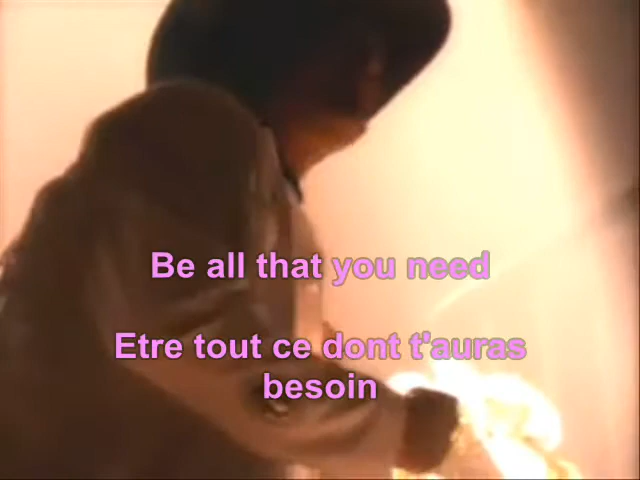 Be all that you need
Etre tout ce dont t'auras
besoin